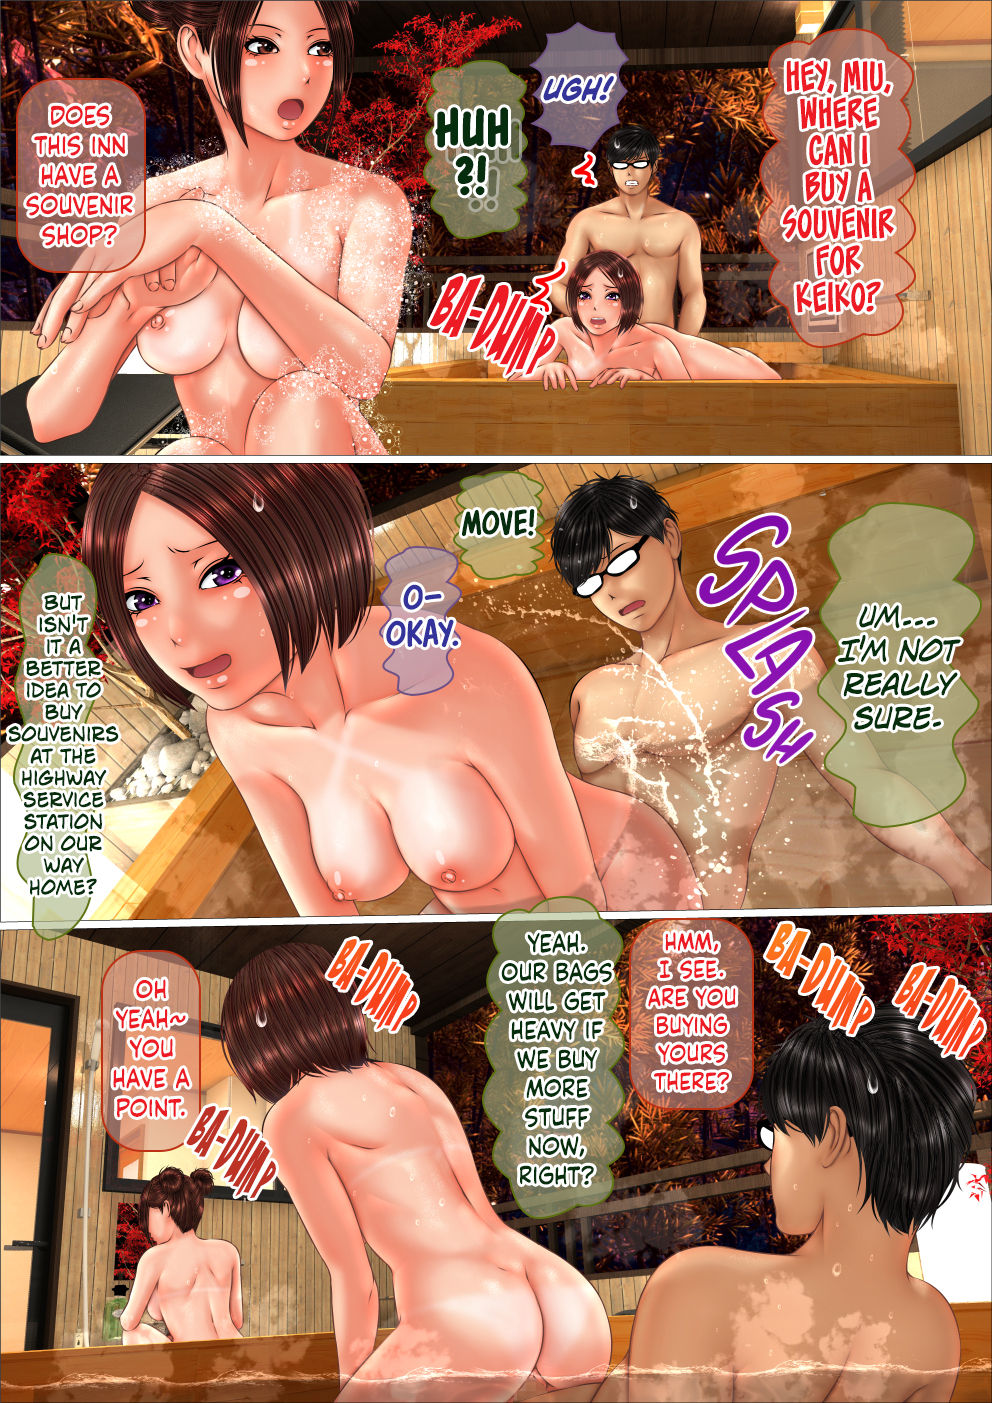 HEY, MIU,
WHERE
CAN I
BUY A
SOUVENIR
FOR
KEIKO?
UGH!
HUH
?!
BA-DUMP
DOES
THIS INN
HAVE A
SOUVENIR
SHOP?
UM...
I'M NOT
REALLY
SURE.
SPLASH
MOVE!
O-
OKAY.
BUT
ISN'T
IT A
BETTER
IDEA TO
BUY
SOUVENIRS
AT THE
HIGHWAY
SERVICE
STATION
ON OUR
WAY
HOME?
BA-DUMP
BA-DUMP
HMM,
I SEE.
ARE YOU
BUYING
YOURS
THERE?
YEAH.
OUR BAGS
WILL GET
HEAVY IF
WE BUY
MORE
STUFF
NOW,
RIGHT?
BA-DUMP
OH
YEAH~
YOU
HAVE A
POINT.
BA-DUMP